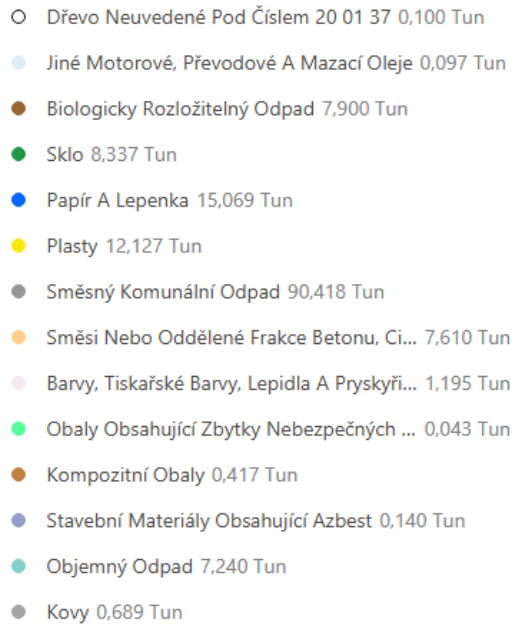 Dřevo Neuvedené Pod Číslem 20 01 37 0,100 Tun
Jiné Motorové, Převodové A Mazací Oleje 0,097 Tun
Biologicky Rozložitelný Odpad 7,900 Tun
Sklo 8,337 Tun
Papír A Lepenka 15,069 Tun
Plasty 12,127 Tun
Směsný Komunální Odpad 90,418 Tun
Směsi Nebo Oddělené Frakce Betonu, Ci... 7,610 Tun
Barvy, Tiskařské Barvy, Lepidla A Pryskyři... 1,195 Tun
Obaly Obsahující Zbytky Nebezpečných ... 0,043 Tun
Kompozitní Obaly 0,417 Tun
Stavební Materiály Obsahující Azbest 0,140 Tun
Objemný Odpad 7,240 Tun
Kovy 0,689 Tun